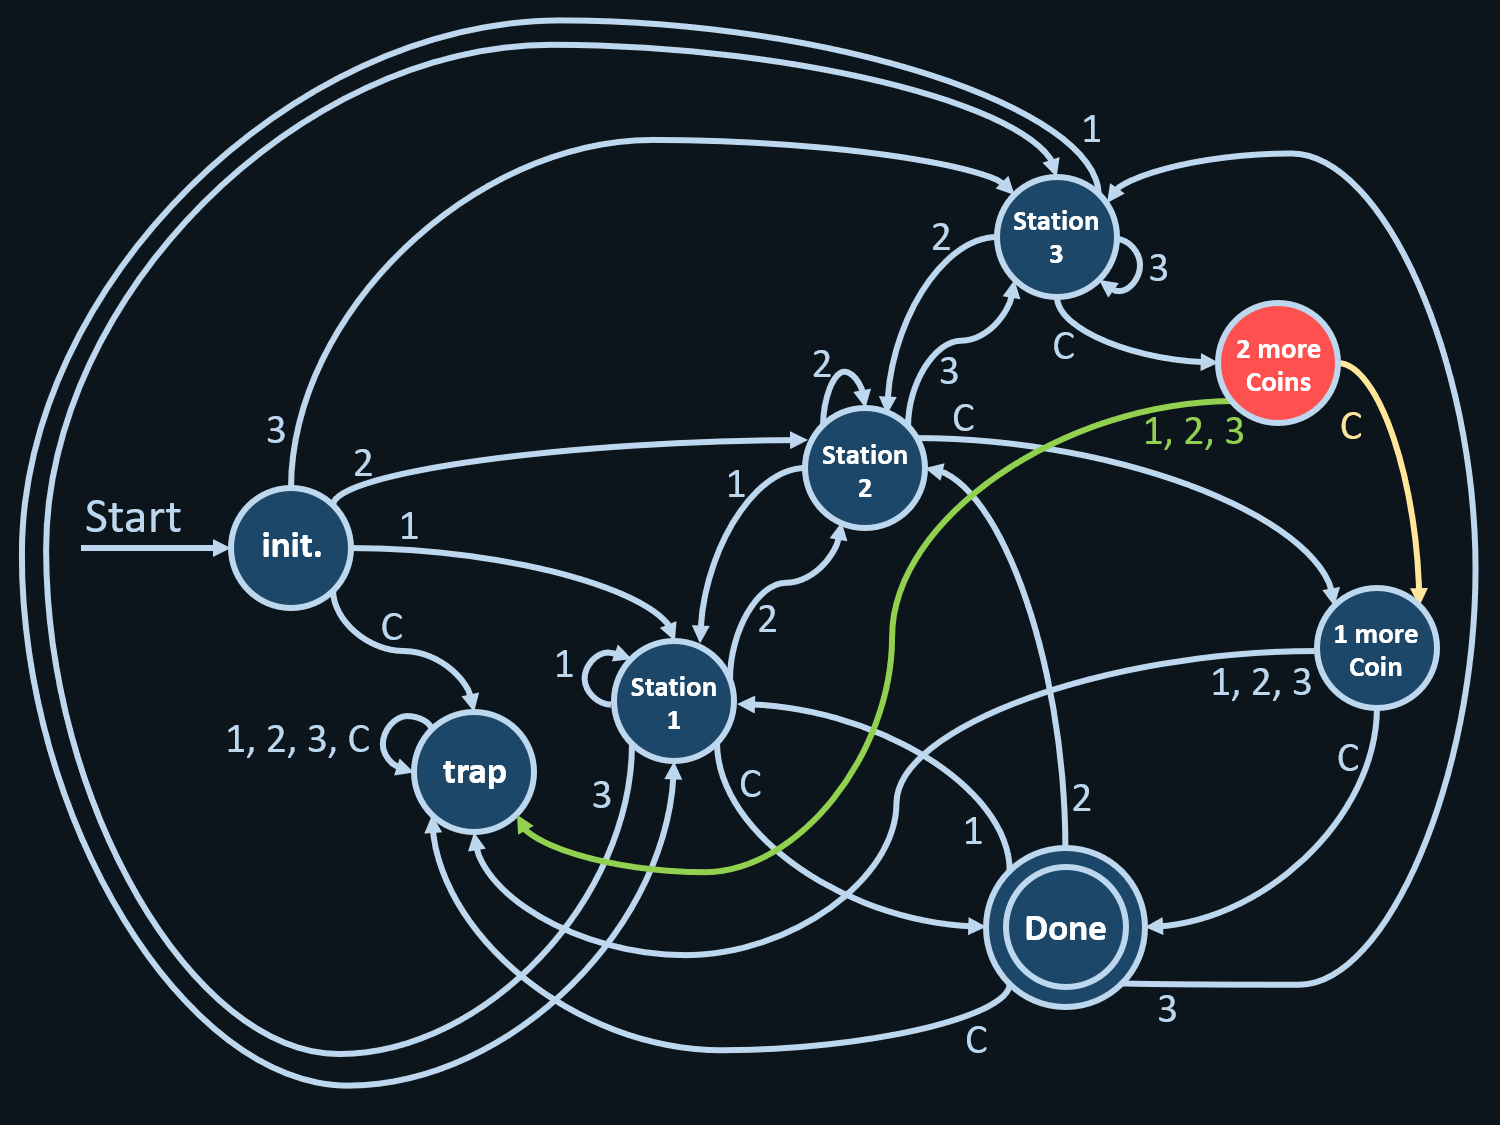 1
Station
3
2
3
C
2 more
Coins
2
3
C
1, 2, 3
C
3
2
Station
2
1
Start
init.
1
2
C
1 more
Coin
1, 2, 3
1
Station
1
1, 2, 3, C
trap
3
C
C
1
2
Done
3
C